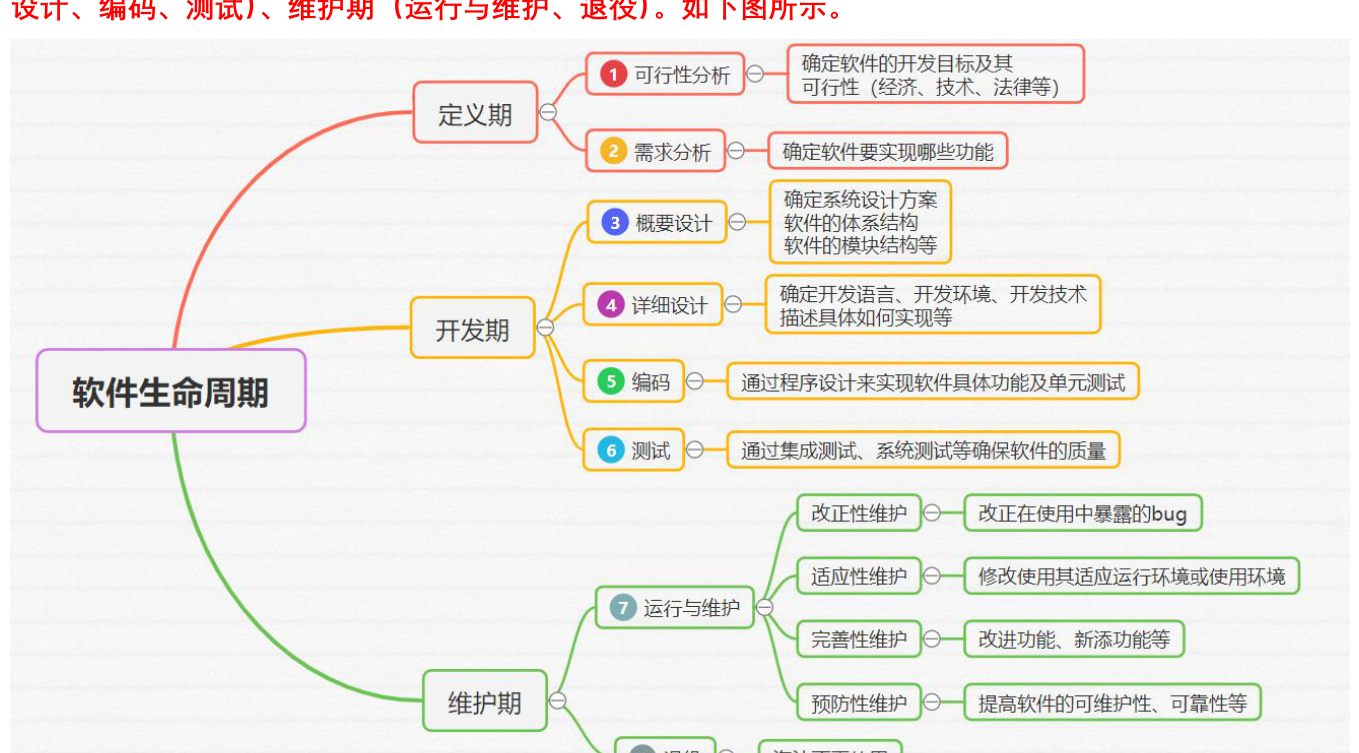 设计、编码、测试）、维护期（运行与维护、退役）。如下图所示。
软件生命周期
定义期
1 可行性分析
确定软件的开发目标及其
可行性（经济、技术、法律等）
2 需求分析
确定软件要实现哪些功能
开发期
3 概要设计
确定系统设计方案
软件的体系结构
软件的模块结构等
4 详细设计
确定开发语言、开发环境、开发技术
描述具体如何实现等
5 编码
通过程序设计来实现软件具体功能及单元测试
6 测试
通过集成测试、系统测试等确保软件的质量
维护期
7 运行与维护
改正性维护
改正在使用中暴露的bug
适应性维护
修改使用其适应运行环境或使用环境
完善性维护
改进功能、新添功能等
预防性维护
提高软件的可维护性、可靠性等
退役